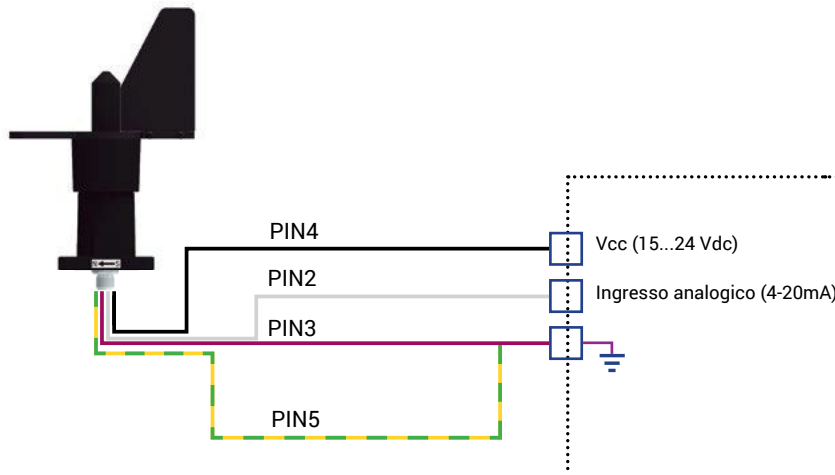 PIN4
Vcc (15...24 Vdc)
PIN2
Ingresso analogico (4-20mA)
PIN3
PIN5